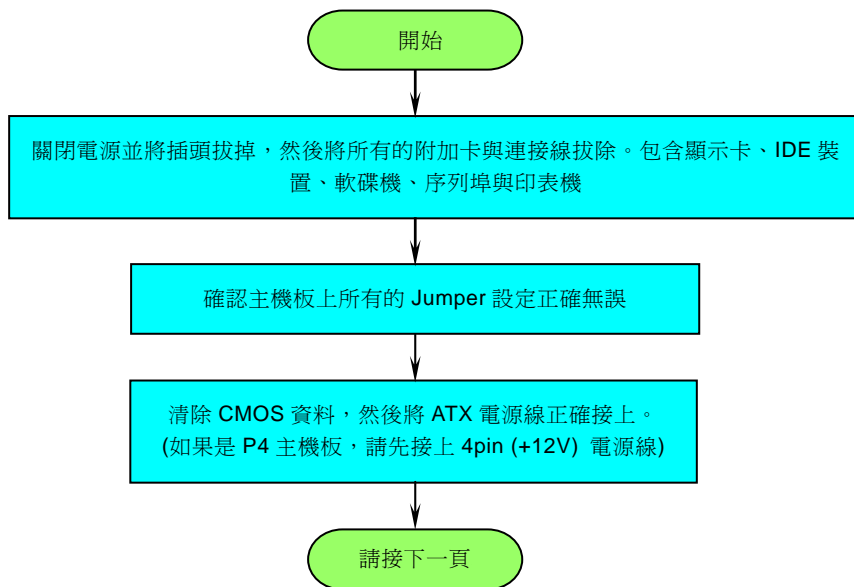 開始
關閉電源並將插頭拔掉，然後將所有的附加卡與連接線拔除。包含顯示卡、IDE 裝
置、軟碟機、序列埠與印表機
確認主機板上所有的 Jumper 設定正確無誤
清除 CMOS 資料，然後將 ATX 電源線正確接上。
(如果是 P4 主機板，請先接上 4pin (+12V) 電源線)
請接下一頁